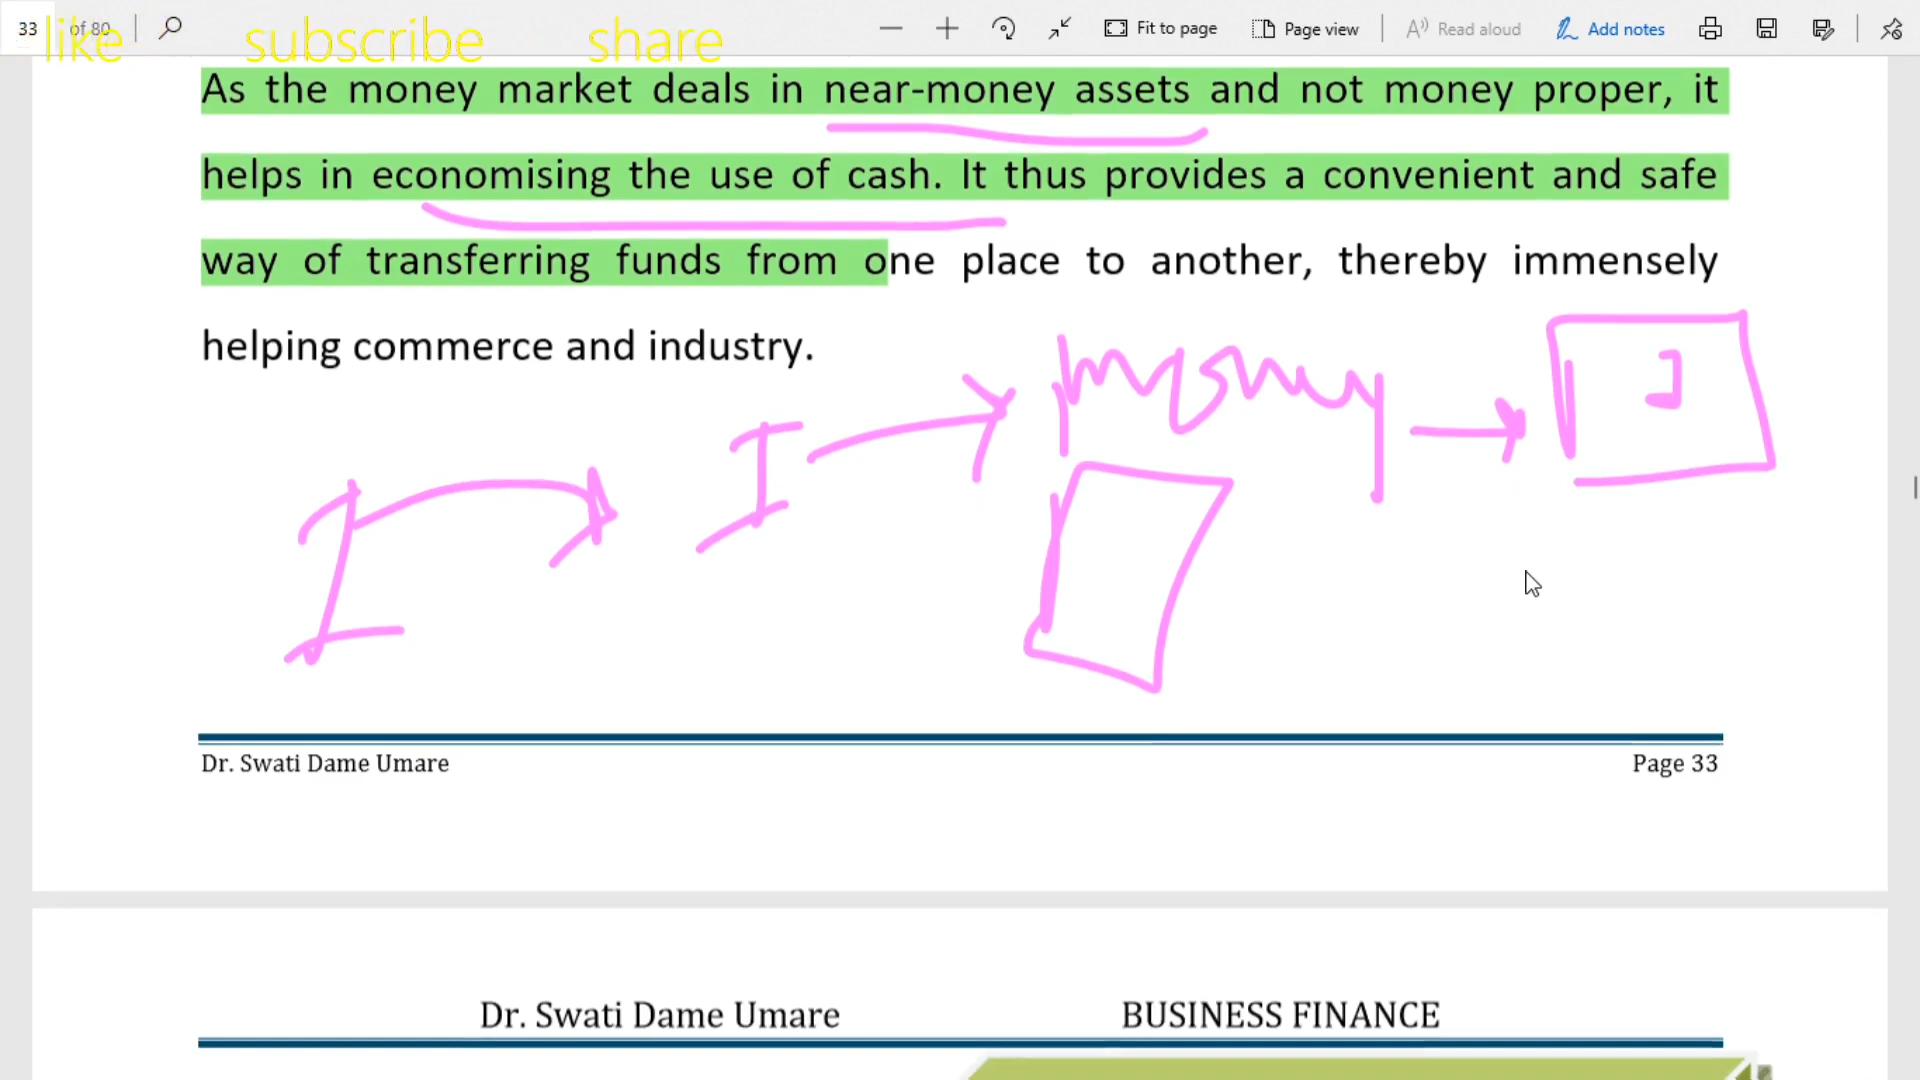 33 of 80 Fit to page Page view Read aloud Add notes
like subscribe share
As the money market deals in near-money assets and not money proper, it
helps in economising the use of cash. It thus provides a convenient and safe
way of transferring funds from one place to another, thereby immensely
helping commerce and industry.
I I money
Dr. Swati Dame Umare Page 33
Dr. Swati Dame Umare BUSINESS FINANCE